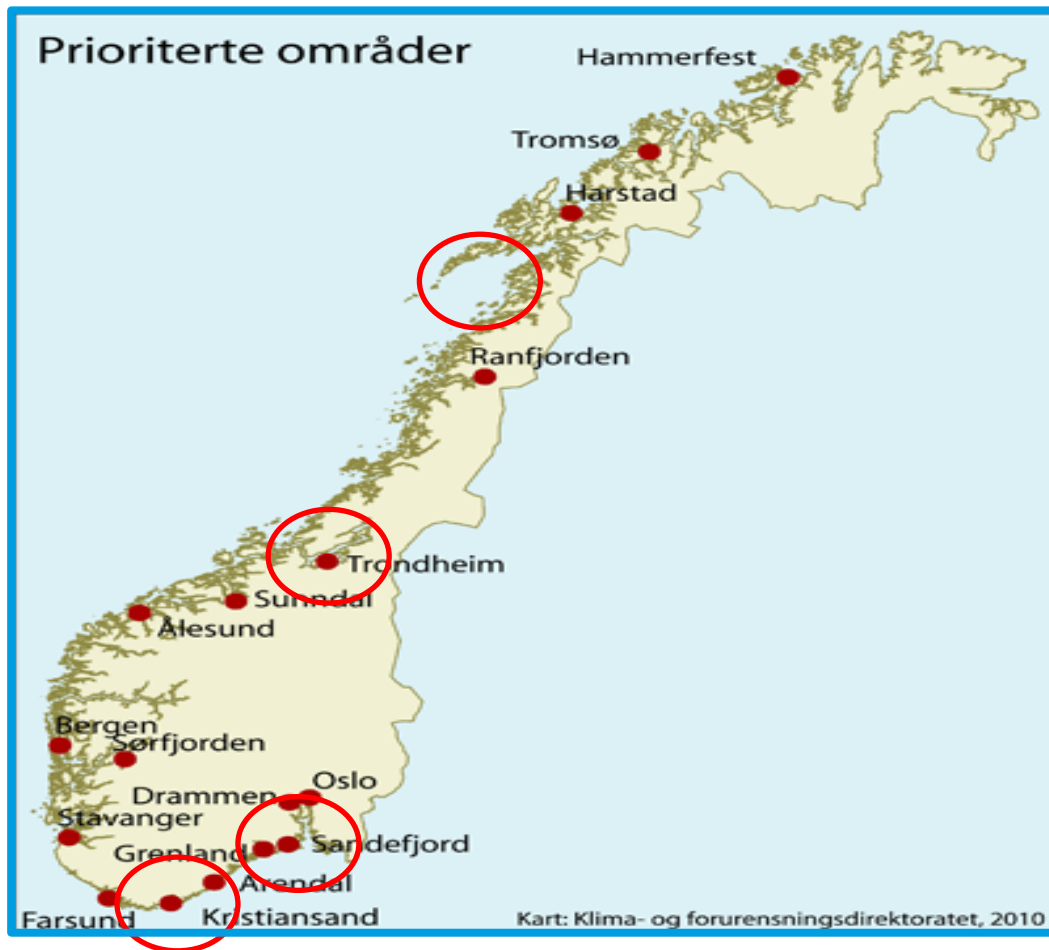 Prioriterte områder
Hammerfest
Tromsø
Harstad
Ranfjorden
Trondheim
Sunndal
Ålesund
Bergen
Sørfjorden
Oslo
Drammen
Stavanger
Sandefjord
Grenland
Arendal
Farsund
Kristiansand
Kart: Klima- og forurensningsdirektoratet, 2010